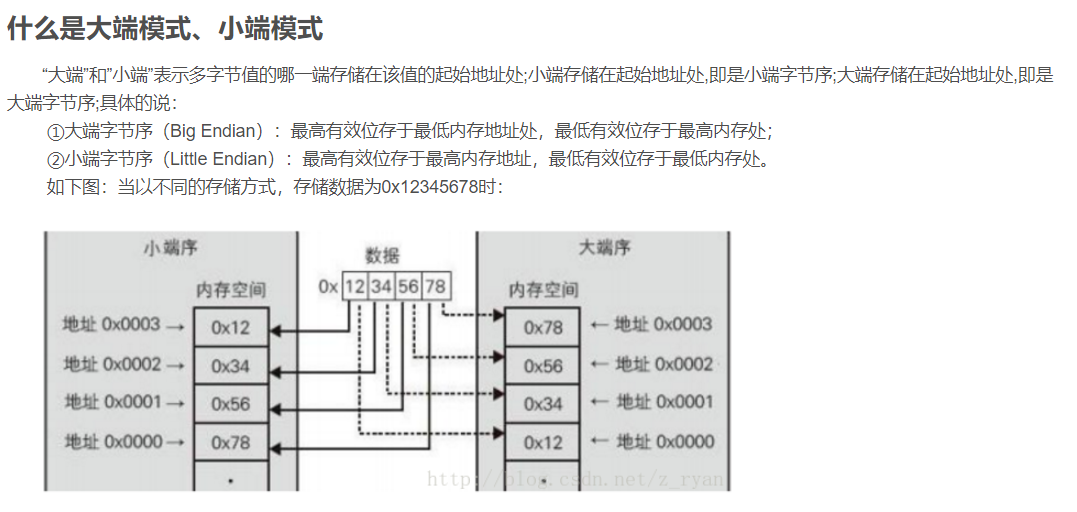 什么是大端模式、小端模式
“大端”和”小端”表示多字节值的哪一端存储在该值的起始地址处;小端存储在起始地址处,即是小端字节序;大端存储在起始地址处,即是
大端字节序;具体的说：
①大端字节序（Big Endian）：最高有效位存于最低内存地址处，最低有效位存于最高内存处；
②小端字节序（Little Endian）：最高有效位存于最高内存地址，最低有效位存于最低内存处。
如下图：当以不同的存储方式，存储数据为0x12345678时：
小端序
数据
大端序
0x 12 34 56 78
内存空间
内存空间
地址 0x0003 → 0x12
0x78 ← 地址 0x0003
地址 0x0002 → 0x34
0x56 ← 地址 0x0002
地址 0x0001 → 0x56
0x34 ← 地址 0x0001
地址 0x0000 → 0x78
0x12 ← 地址 0x0000
http://blog.csdn.net/z_ryan